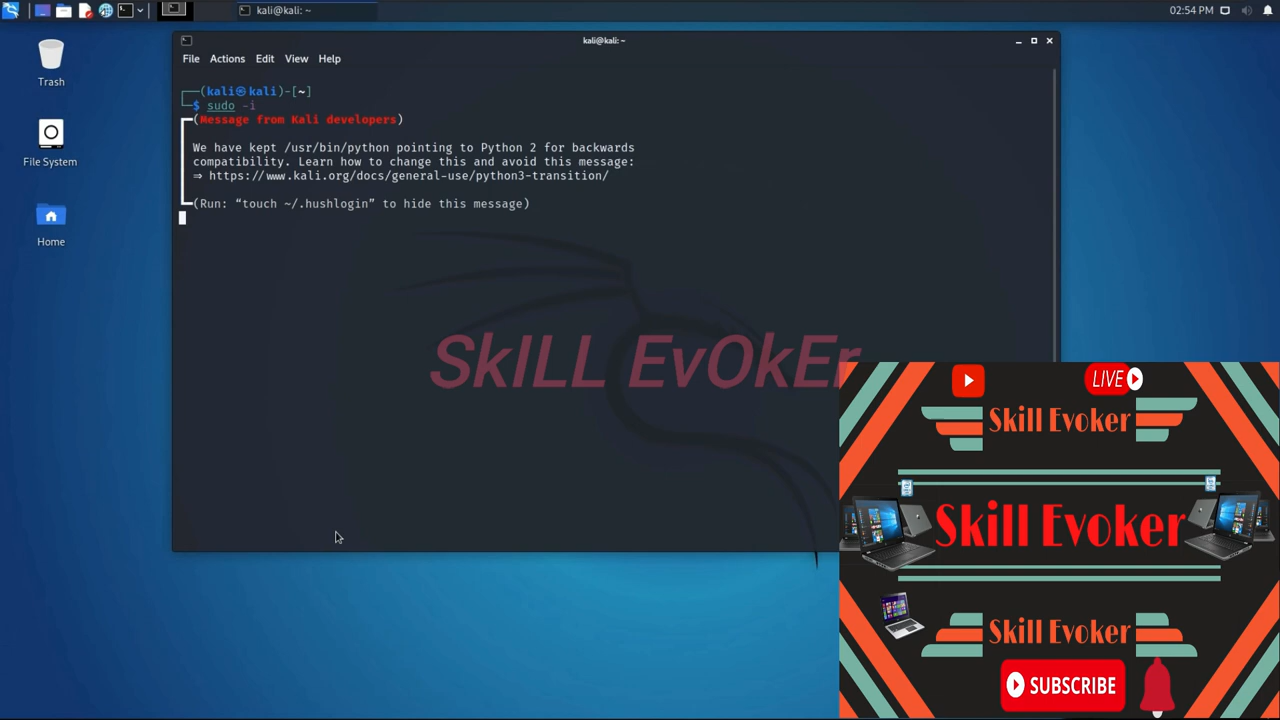 kali@kali: ~
02:54 PM
Trash
File System
Home
kali@kali: ~
File Actions Edit View Help
┌──(kali㉿kali)-[~]
└─$ sudo -i
┏━(Message from Kali developers)
┃
┃ We have kept /usr/bin/python pointing to Python 2 for backwards
┃ compatibility. Learn how to change this and avoid this message:
┃ ⇒ https://www.kali.org/docs/general-use/python3-transition/
┃
┗━(Run: “touch ~/.hushlogin” to hide this message)
SkILL EvOkEr
LIVE
Skill Evoker
Skill Evoker
Skill Evoker
SUBSCRIBE